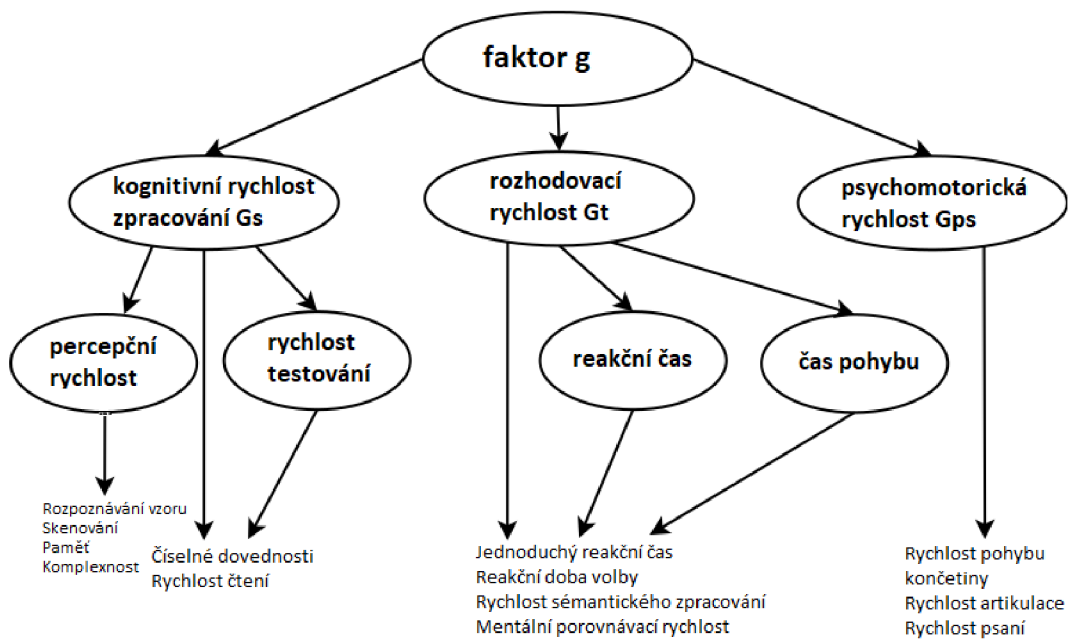 faktor g
kognitivní rychlost
zpracování Gs
rozhodovací
rychlost Gt
psychomotorická
rychlost Gps
percepční
rychlost
rychlost
testování
reakční čas
čas pohybu
Rozpoznávání vzoru
Skenování
Paměť
Komplexnost
Číselné dovednosti
Rychlost čtení
Jednoduchý reakční čas
Reakční doba volby
Rychlost sémantického zpracování
Mentální porovnávací rychlost
Rychlost pohybu
končetiny
Rychlost artikulace
Rychlost psaní